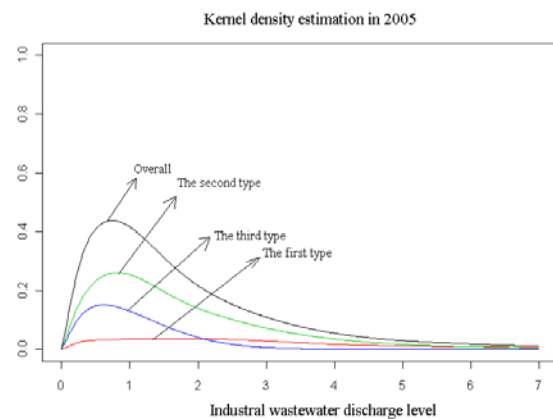 Kernel density estimation in 2005
1.0
0.8
0.6
0.4
0.2
0.0
Overall
The second type
The third type
The first type
0 1 2 3 4 5 6 7
Industral wastewater discharge level